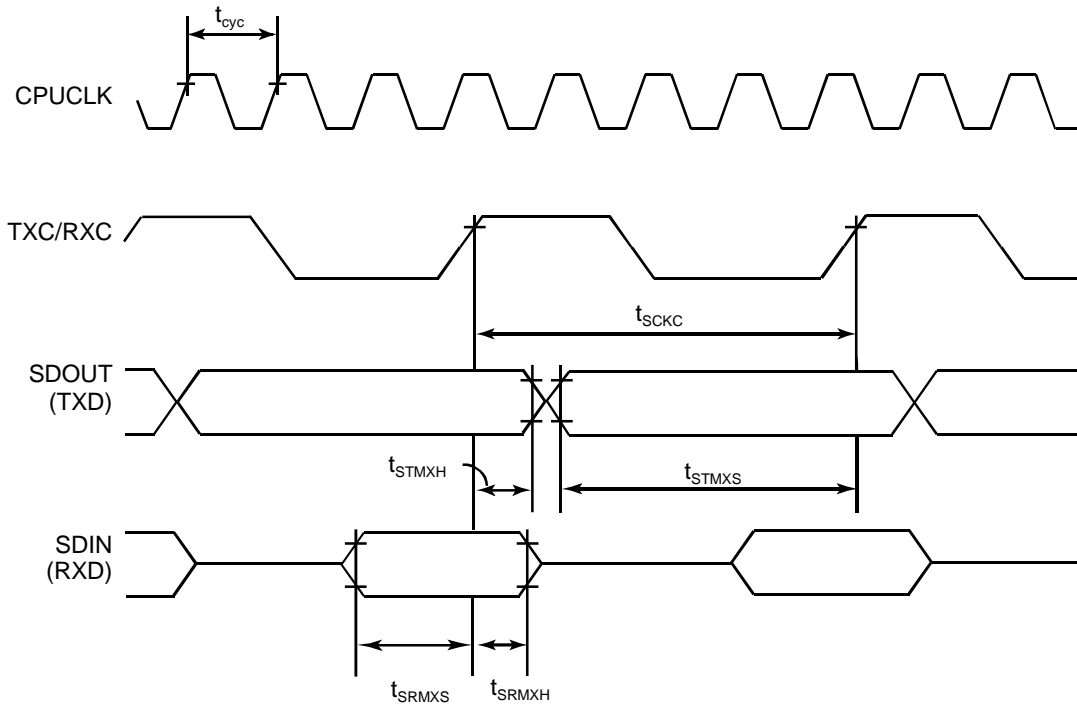 tcyc
CPUCLK
TXC/RXC
tSCKC
SDOUT
(TXD)
tSTMXH
tSTMXS
SDIN
(RXD)
tSRMXS
tSRMXH